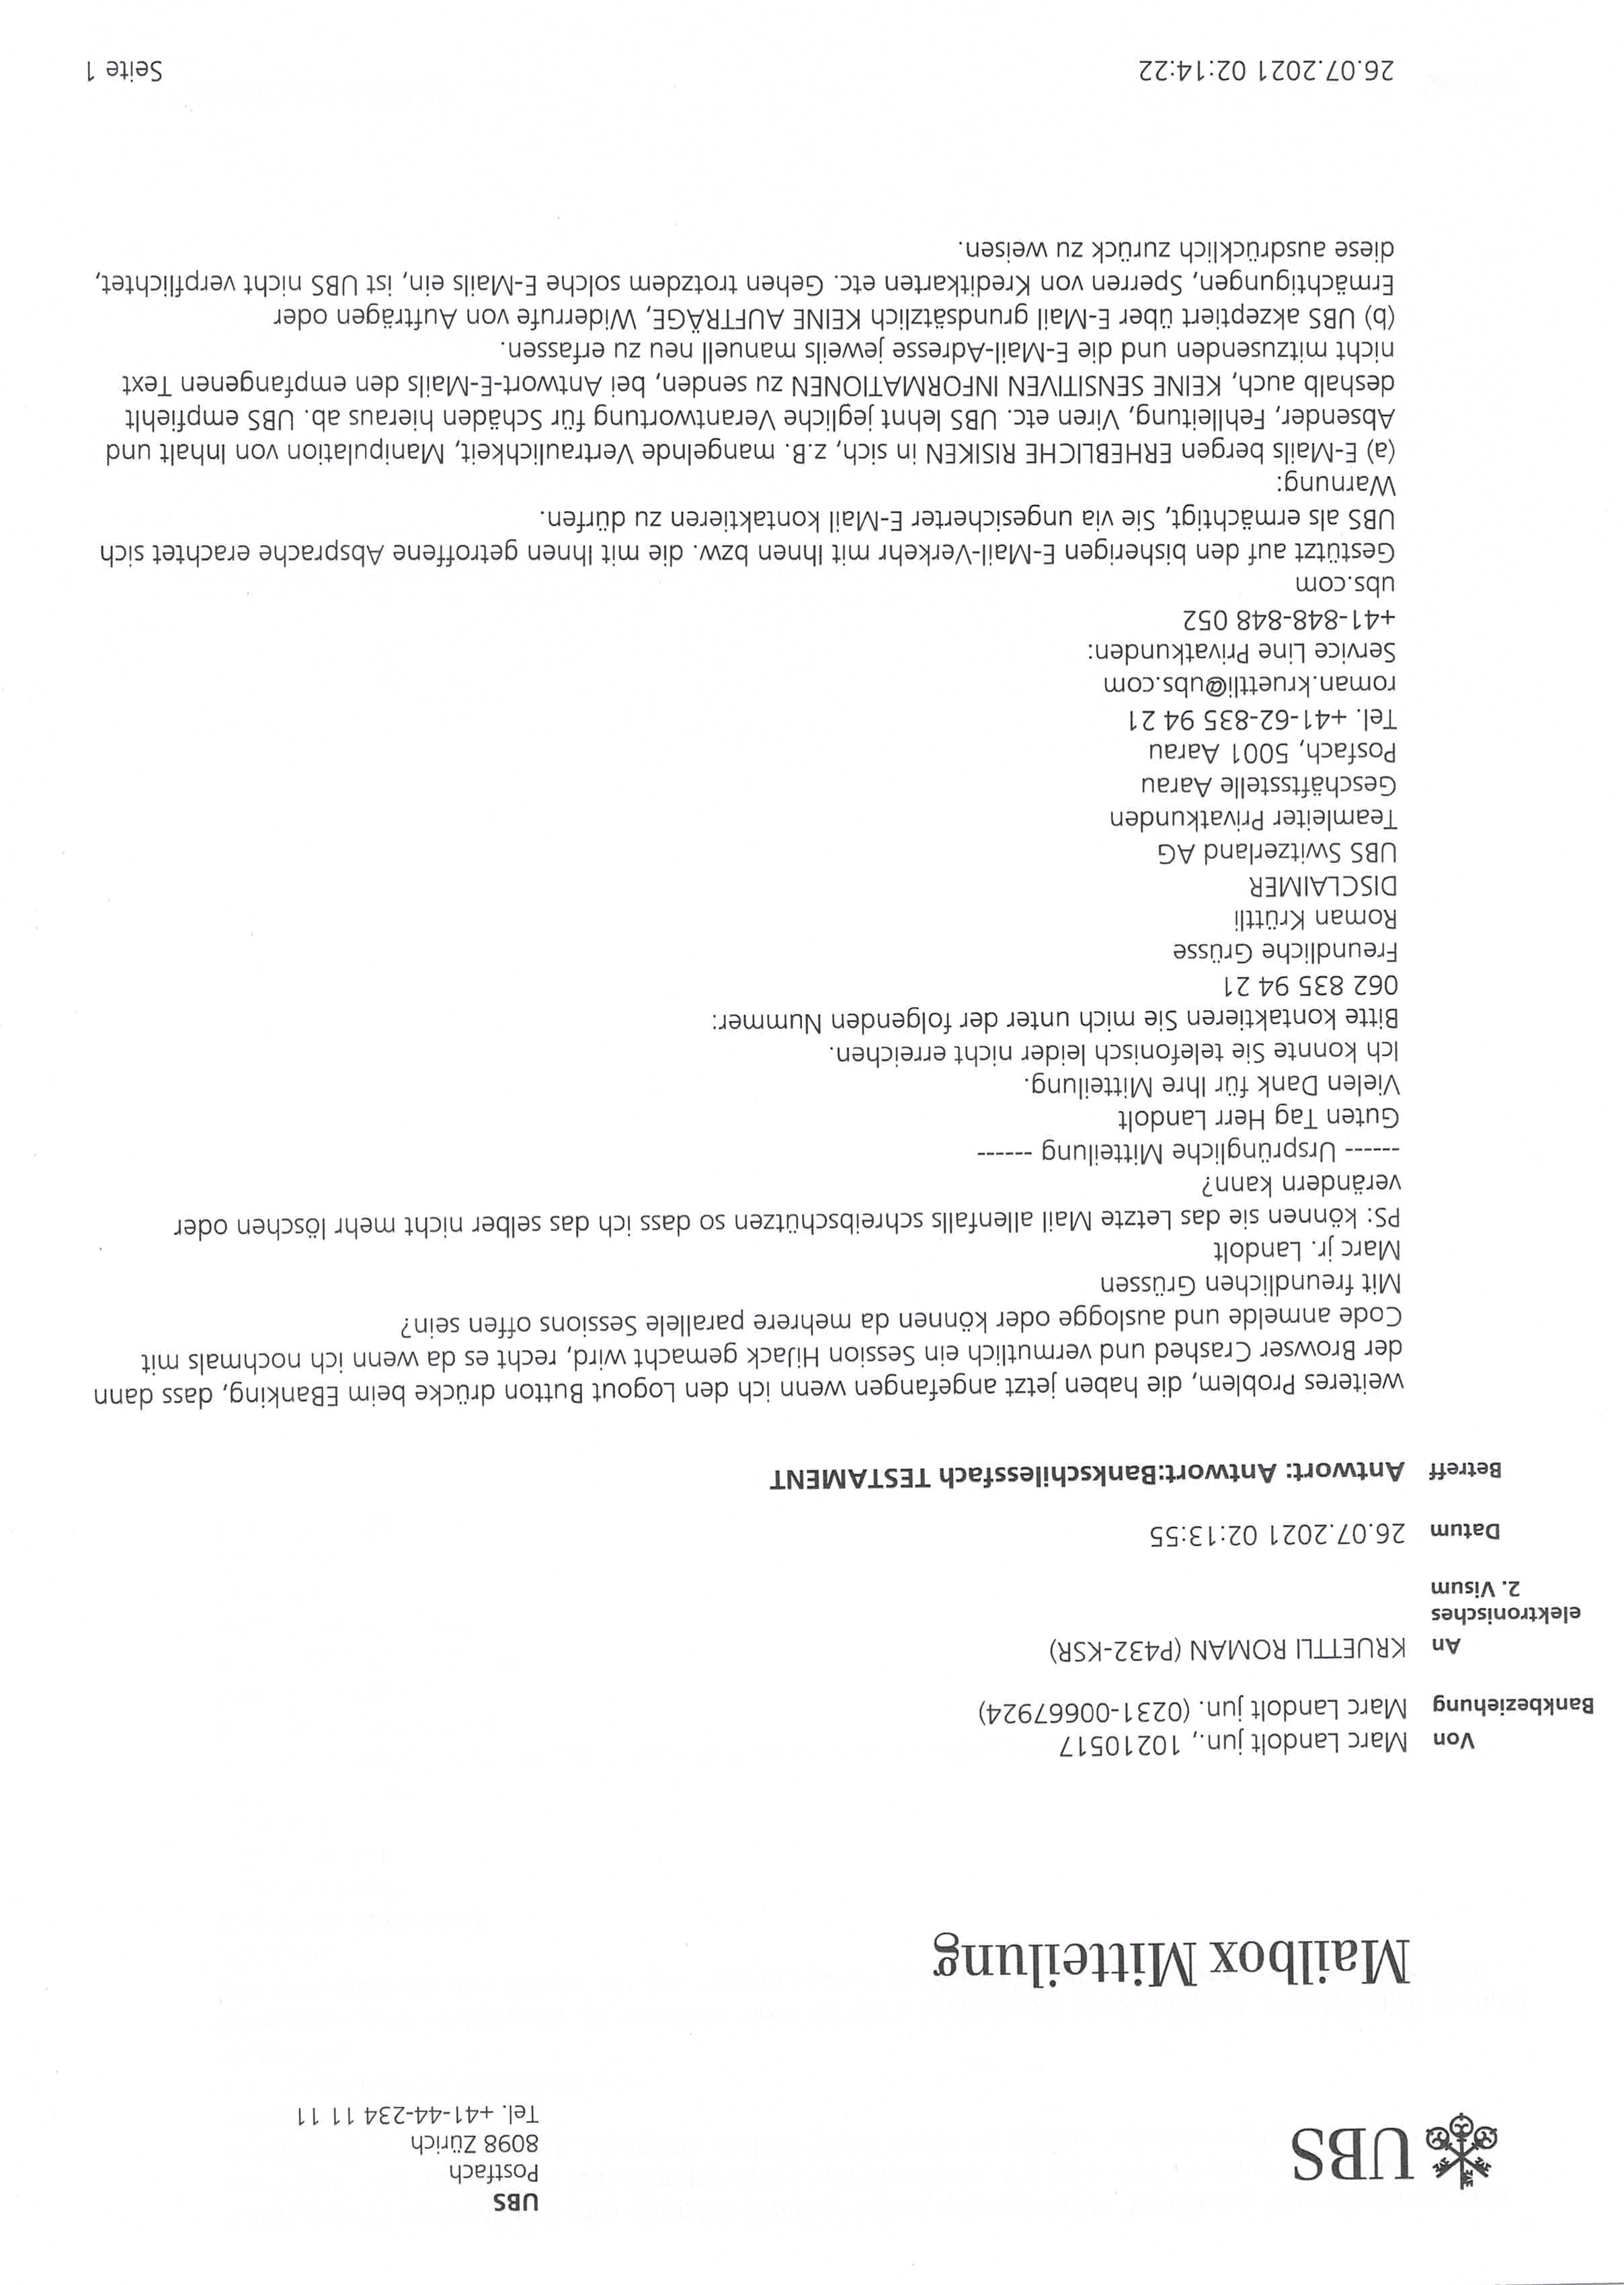 UBS
UBS
Postfach
8098 Zürich
Tel. +41-44-234 11 11
Mailbox Mitteilung
Von Marc Landolt jun., 10210517
Bankbeziehung Marc Landolt jun. (0231-00667924)
An KRUETTLI ROMAN (P432-KSR)
elektronisches
2. Visum
Datum 26.07.2021 02:13:55
Betreff Antwort: Antwort:Bankschilessfach TESTAMENT
weiteres Problem, die haben jetzt angefangen wenn ich den Logout Button drücke beim EBanking, dass dann
der Browser Crashed und vermutlich ein Session HiJack gemacht wird, recht es da wenn ich nochmals mit
Code anmelde und auslogge oder können da mehrere parallele Sessions offen sein?
Mit freundlichen Grüssen
Marc jr. Landolt
PS: können sie das Letzte Mail allenfalls schreibschützen so dass ich das selber nicht mehr löschen oder
verändern kann?
------ Ursprüngliche Mitteilung ------
Guten Tag Herr Landolt
Vielen Dank für Ihre Mitteilung.
Ich konnte Sie telefonisch leider nicht erreichen.
Bitte kontaktieren Sie mich unter der folgenden Nummer:
062 835 94 21
Freundliche Grüsse
Roman Krüttli
DISCLAIMER
UBS Switzerland AG
Teamleiter Privatkunden
Geschäftsstelle Aarau
Posfach, 5001 Aarau
Tel. +41-62-835 94 21
roman.kruettli@ubs.com
Service Line Privatkunden:
+41-848-848 052
ubs.com
Gestützt auf den bisherigen E-Mail-Verkehr mit Ihnen bzw. die mit Ihnen getroffene Absprache erachtet sich
UBS als ermächtigt, Sie via ungesicherter E-Mail kontaktieren zu dürfen.
Warnung:
(a) E-Mails bergen ERHEBLICHE RISIKEN in sich, z.B. mangelnde Vertraulichkeit, Manipulation von Inhalt und
Absender, Fehlleitung, Viren etc. UBS lehnt jegliche Verantwortung für Schäden hieraus ab. UBS empfiehlt
deshalb auch, KEINE SENSITIVEN INFORMATIONEN zu senden, bei Antwort-E-Mails den empfangenen Text
nicht mitzusenden und die E-Mail-Adresse jeweils manuell neu zu erfassen.
(b) UBS akzeptiert über E-Mail grundsätzlich KEINE AUFTRÄGE, Widerrufe von Aufträgen oder
Ermächtigungen, Sperren von Kreditkarten etc. Gehen trotzdem solche E-Mails ein, ist UBS nicht verpflichtet,
diese ausdrücklich zurück zu weisen.
26.07.2021 02:14:22 Seite 1